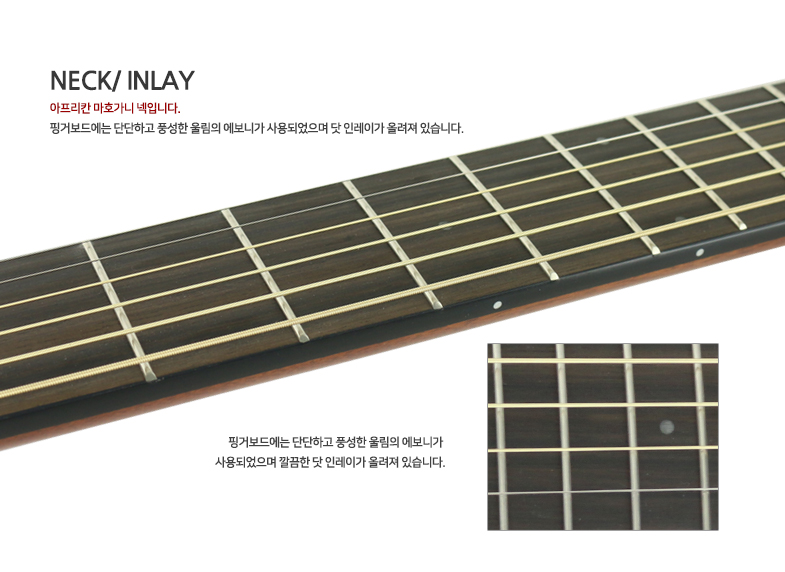 NECK/ INLAY
아프리칸 마호가니 넥입니다.
핑거보드에는 단단하고 풍성한 울림의 에보니가 사용되었으며 닷 인레이가 올려져 있습니다.
핑거보드에는 단단하고 풍성한 울림의 에보니가
사용되었으며 깔끔한 닷 인레이가 올려져 있습니다.